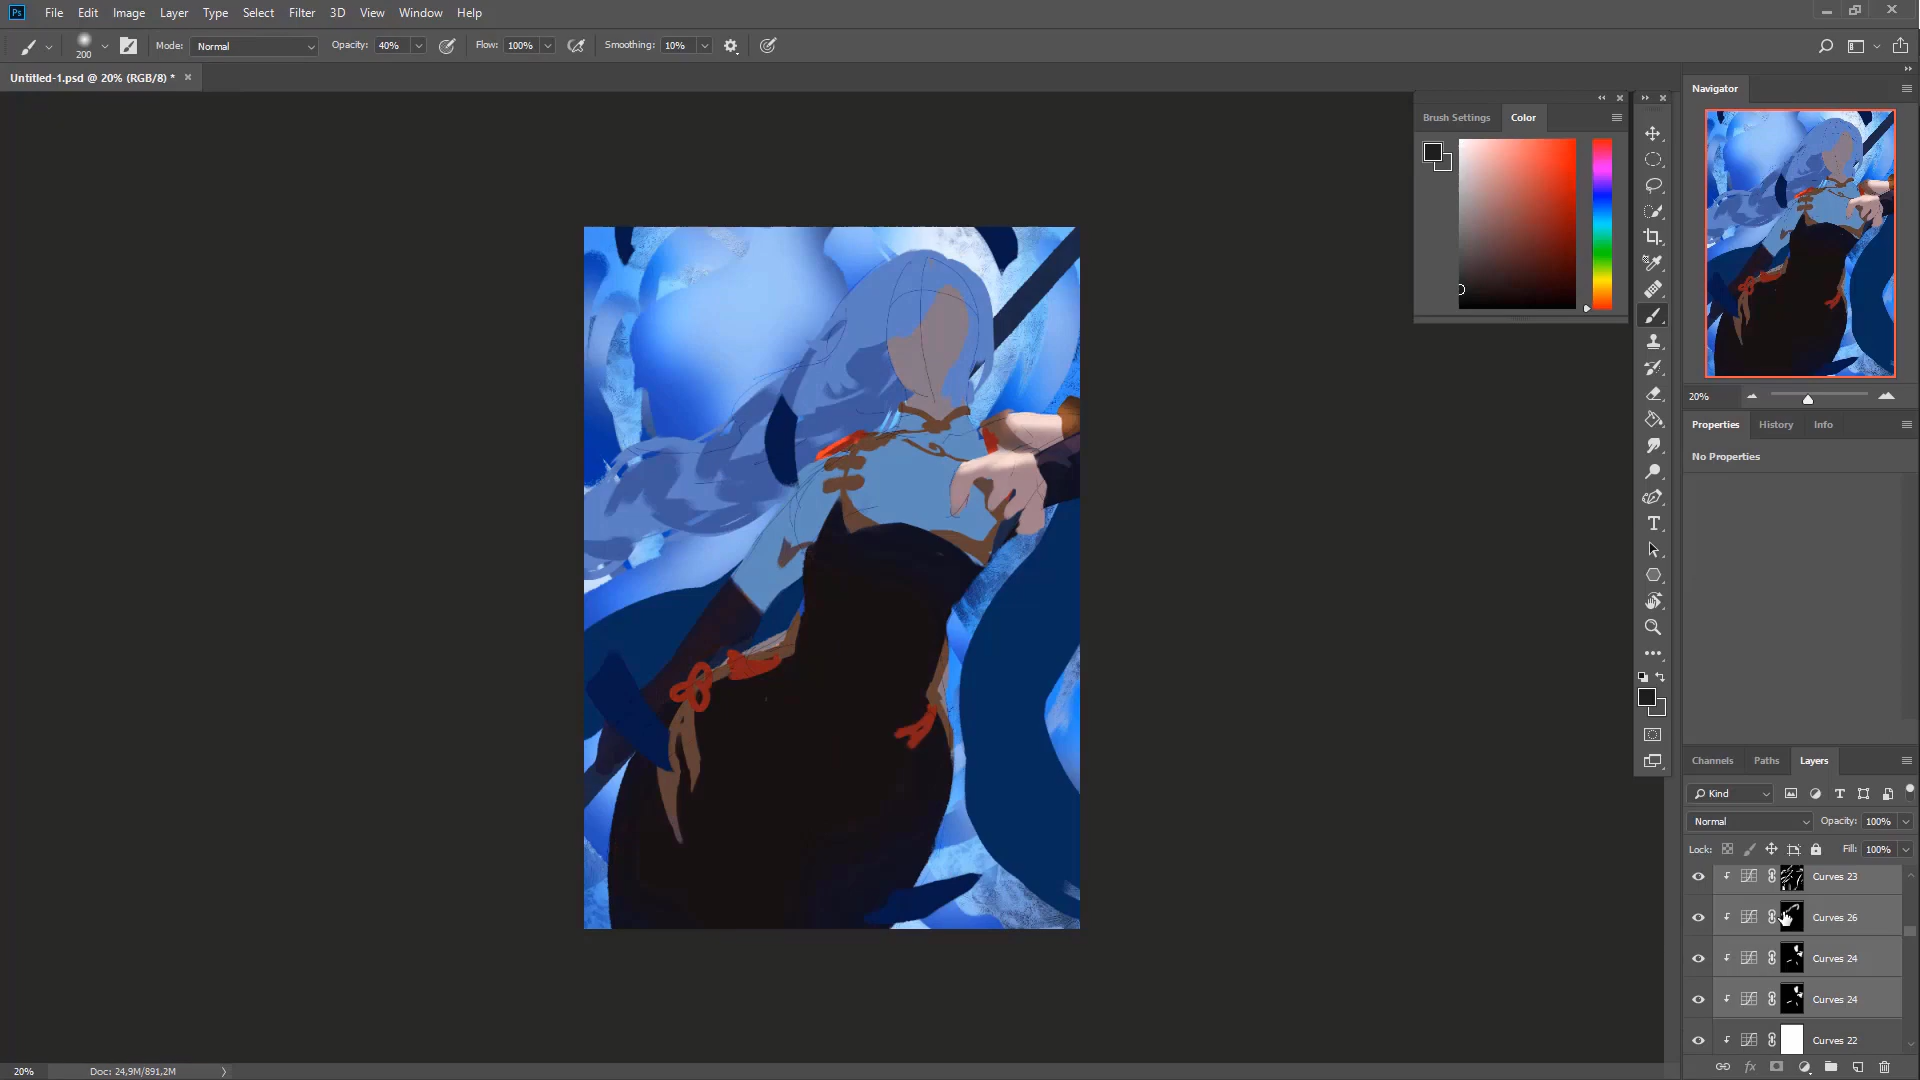 Ps File Edit Image Layer Type Select Filter 3D View Window Help
200 Mode: Normal Opacity: 40% Flow: 100% Smoothing: 10%
Untitled-1.psd @ 20% (RGB/8) *
Navigator
Brush Settings Color
20%
Properties History Info
No Properties
Channels Paths Layers
Kind
Normal Opacity: 100%
Lock: Fill: 100%
Curves 23
Curves 26
Curves 24
Curves 24
Curves 22
20% Doc: 24,9M/891,2M